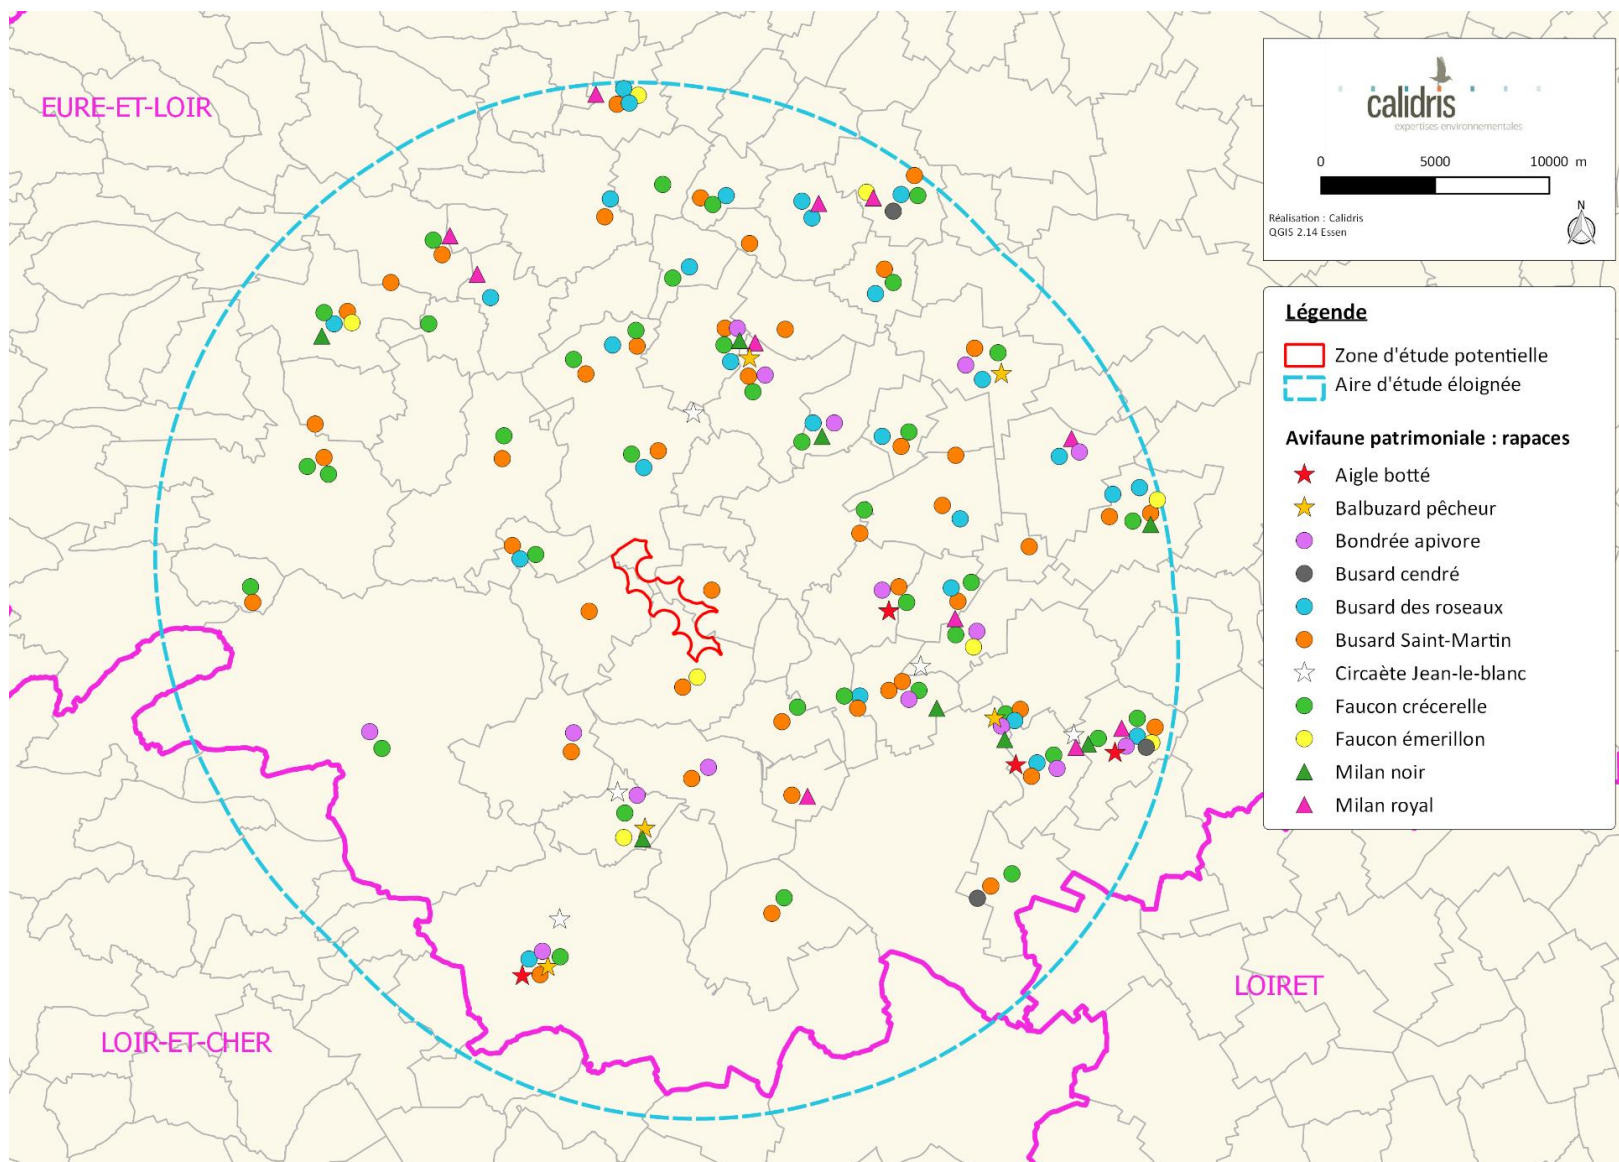 EURE-ET-LOIR
calidris
expertises environnementales
0 5000 10000 m
Réalisation : Calidris
QGIS 2.14 Essen
N
Légende
Zone d'étude potentielle
Aire d'étude éloignée
Avifaune patrimoniale : rapaces
Aigle botté
Balbuzard pêcheur
Bondrée apivore
Busard cendré
Busard des roseaux
Busard Saint-Martin
Circaète Jean-le-blanc
Faucon crécerelle
Faucon émerillon
Milan noir
Milan royal
LOIRET
LOIR-ET-CHER